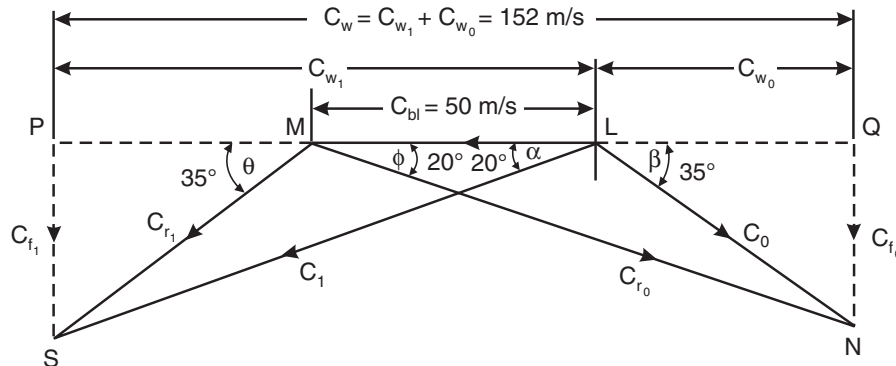 C_w = C_w₁ + C_w₀ = 152 m/s
C_w₁
C_w₀
C_bl = 50 m/s
P M L Q
35° θ ϕ 20° 20° α β 35°
C_f₁ C_r₁ C_0 C_f
C_1 C_r₀
S N